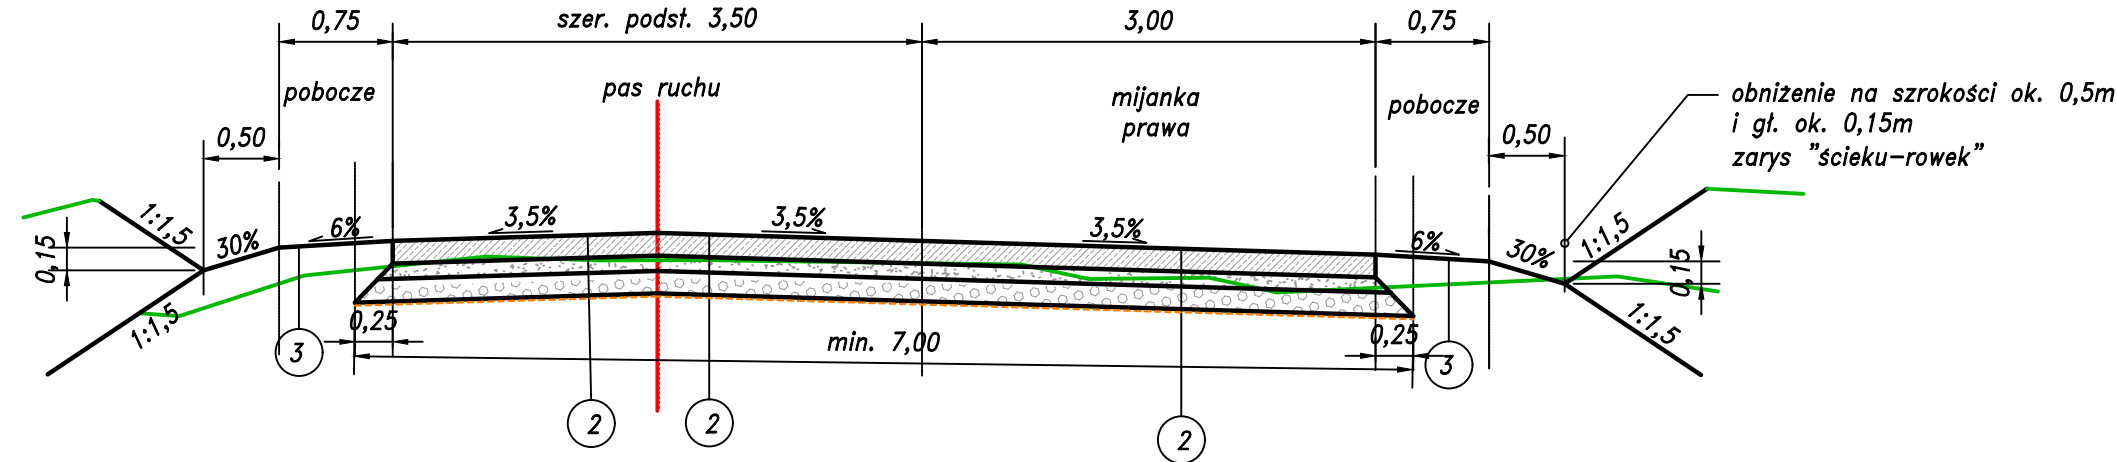 0,75
szer. podst. 3,50
3,00
0,75
pobocze
pas ruchu
mijanka
prawa
pobocze
obniżenie na szrokości ok. 0,5m
i gł. ok. 0,15m
zarys "ścieku-rowek"
0,50
0,50
1:1,5
30%
6%
3,5%
3,5%
3,5%
6%
30%
1:1,5
0,15
0,15
1:1,5
0,25
min. 7,00
0,25
1:1,5
3
3
2
2
2